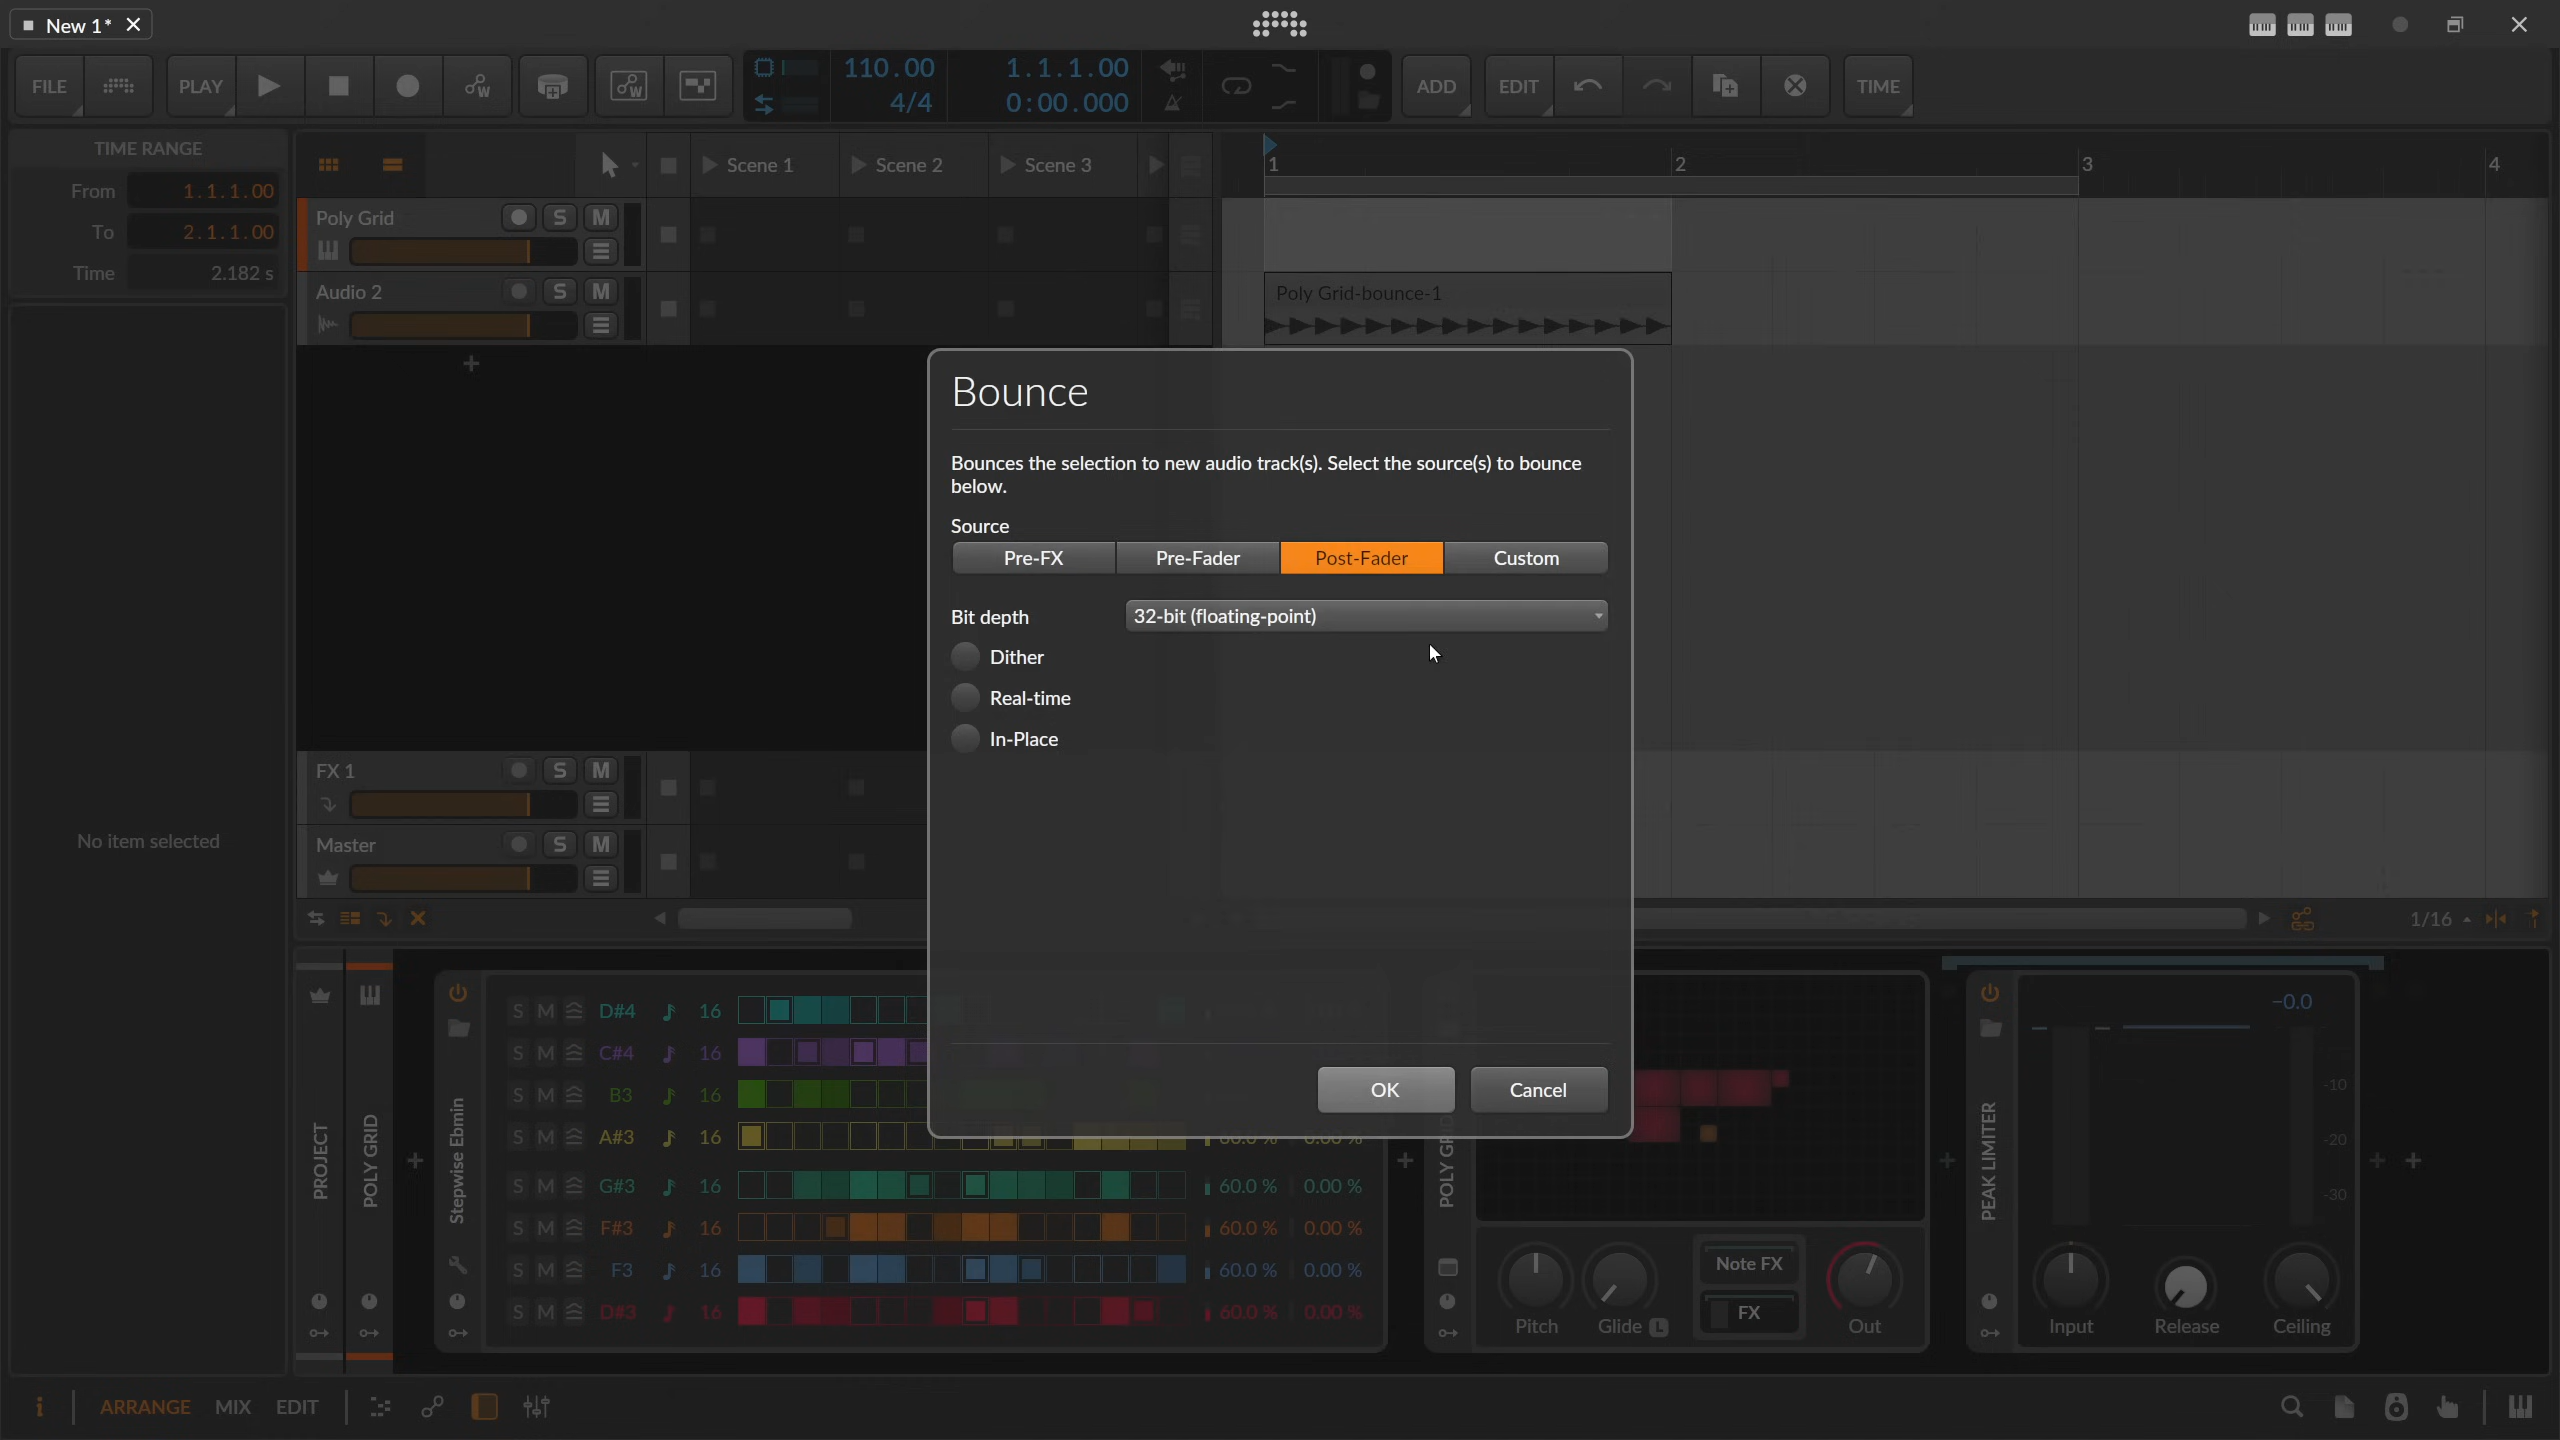 New 1*
FILE
PLAY
110.00
4/4
1.1.1.00
0:00.000
ADD
EDIT
TIME
TIME RANGE
From 1.1.1.00
To 2.1.1.00
Time 2.182 s
No item selected
Scene 1
Scene 2
Scene 3
1
2
3
4
Poly Grid
S M
Audio 2
S M
Poly Grid-bounce-1
Bounce
Bounces the selection to new audio track(s). Select the source(s) to bounce
below.
Source
Pre-FX
Pre-Fader
Post-Fader
Custom
Bit depth
32-bit (floating-point)
Dither
Real-time
In-Place
OK
Cancel
FX 1
S M
Master
S M
1/16
PROJECT
POLY GRID
Stepwise Ebmin
S M D#4 16
S M C#4 16
S M B3 16
S M A#3 16
S M G#3 16 60.0 % 0.00 %
S M F#3 16 60.0 % 0.00 %
S M F3 16 60.0 % 0.00 %
S M D#3 16 60.0 % 0.00 %
POLY GRID
Pitch
Glide L
Note FX
FX
Out
PEAK LIMITER
-0.0
-10
-20
-30
Input
Release
Ceiling
i
ARRANGE
MIX
EDIT